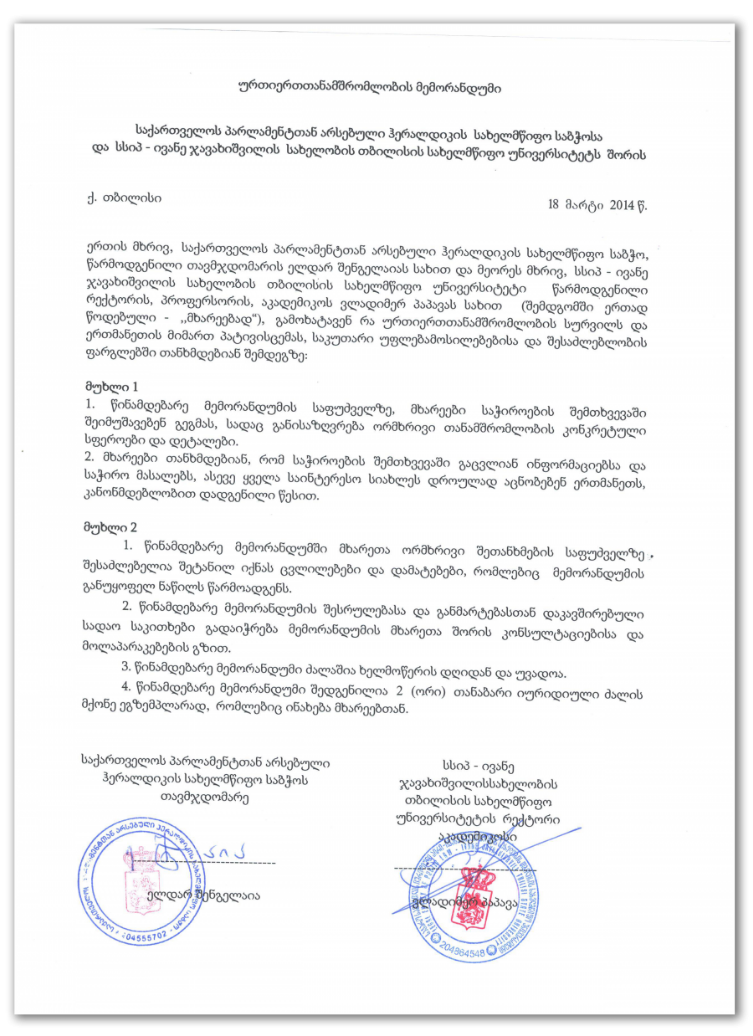 ურთიერთთანამშრომლობის მემორანდუმი
საქართველოს პარლამენტთან არსებული ჰერალდიკის სახელმწიფო საბჭოსა
და სსიპ - ივანე ჯავახიშვილის სახელობის თბილისის სახელმწიფო უნივერსიტეტს შორის
ქ. თბილისი
18 მარტი 2014 წ.
ერთის მხრივ, საქართველოს პარლამენტთან არსებული ჰერალდიკის სახელმწიფო საბჭო,
წარმოდგენილი თავმჯდომარის ელდარ შენგელაიას სახით და მეორეს მხრივ, სსიპ - ივანე
ჯავახიშვილის სახელობის თბილისის სახელმწიფო უნივერსიტეტი წარმოდგენილი
რექტორის, პროფესორის, აკადემიკოს ვლადიმერ პაპავას სახით (შემდგომში ერთად
წოდებული - ,,მხარეებად“), გამოხატავენ რა ურთიერთთანამშრომლობის სურვილს და
ერთმანეთის მიმართ პატივისცემას, საკუთარი უფლებამოსილებებისა და შესაძლებლობის
ფარგლებში თანხმდებიან შემდეგზე:
მუხლი 1
1. წინამდებარე მემორანდუმის საფუძველზე, მხარეები საჭიროების შემთხვევაში
შეიმუშავებენ გეგმას, სადაც განისაზღვრება ორმხრივი თანამშრომლობის კონკრეტული
სფეროები და დეტალები.
2. მხარეები თანხმდებიან, რომ საჭიროების შემთხვევაში გაცვლიან ინფორმაციებსა და
საჭირო მასალებს, ასევე ყველა საინტერესო სიახლეს დროულად აცნობებენ ერთმანეთს,
კანონმდებლობით დადგენილი წესით.
მუხლი 2
1. წინამდებარე მემორანდუმში მხარეთა ორმხრივი შეთანხმების საფუძველზე
შესაძლებელია შეტანილ იქნას ცვლილებები და დამატებები, რომლებიც მემორანდუმის
განუყოფელ ნაწილს წარმოადგენს.
2. წინამდებარე მემორანდუმის შესრულებასა და განმარტებასთან დაკავშირებული
სადაო საკითხები გადაიჭრება მემორანდუმის მხარეთა შორის კონსულტაციებისა და
მოლაპარაკებების გზით.
3. წინამდებარე მემორანდუმი ძალაშია ხელმოწერის დღიდან და უვადოა.
4. წინამდებარე მემორანდუმი შედგენილია 2 (ორი) თანაბარი იურიდიული ძალის
მქონე ეგზემპლარად, რომლებიც ინახება მხარეებთან.
საქართველოს პარლამენტთან არსებული
ჰერალდიკის სახელმწიფო საბჭოს
თავმჯდომარე
ელდარ შენგელაია
სსიპ - ივანე
ჯავახიშვილისსახელობის
თბილისის სახელმწიფო
უნივერსიტეტის რექტორი
აკადემიკოსი
ვლადიმერ პაპავა
204864548